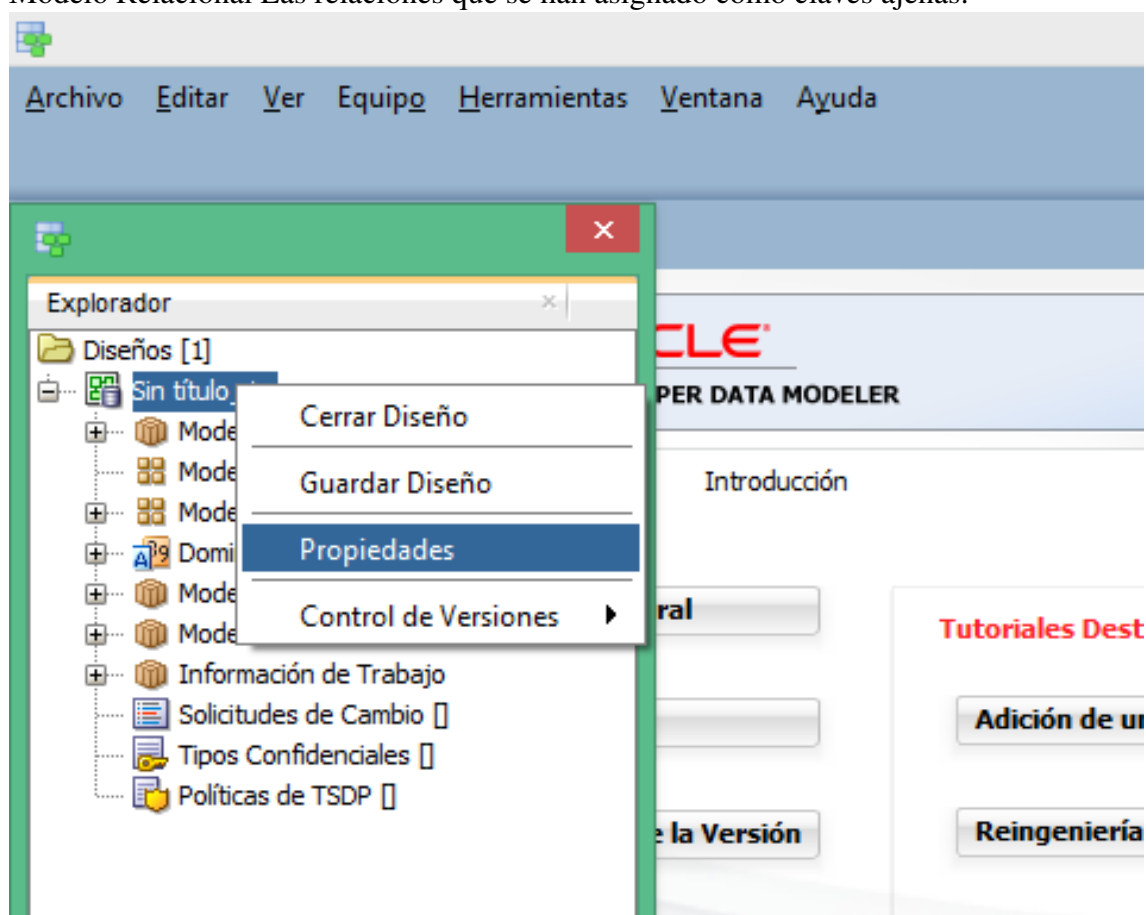 Modelo Relacional Las relaciones que se han asignado como claves ajenas.
Archivo Editar Ver Equipo Herramientas Ventana Ayuda
Explorador
Diseños [1]
Sin título_
Cerrar Diseño
Mode
Mode
Guardar Diseño
Mode
Domi
Propiedades
Mode
Mode
Control de Versiones
Información de Trabajo
Solicitudes de Cambio []
Tipos Confidenciales []
Políticas de TSDP []
CLE
PER DATA MODELER
Introducción
ral
Tutoriales Dest
Adición de un
e la Versión
Reingeniería